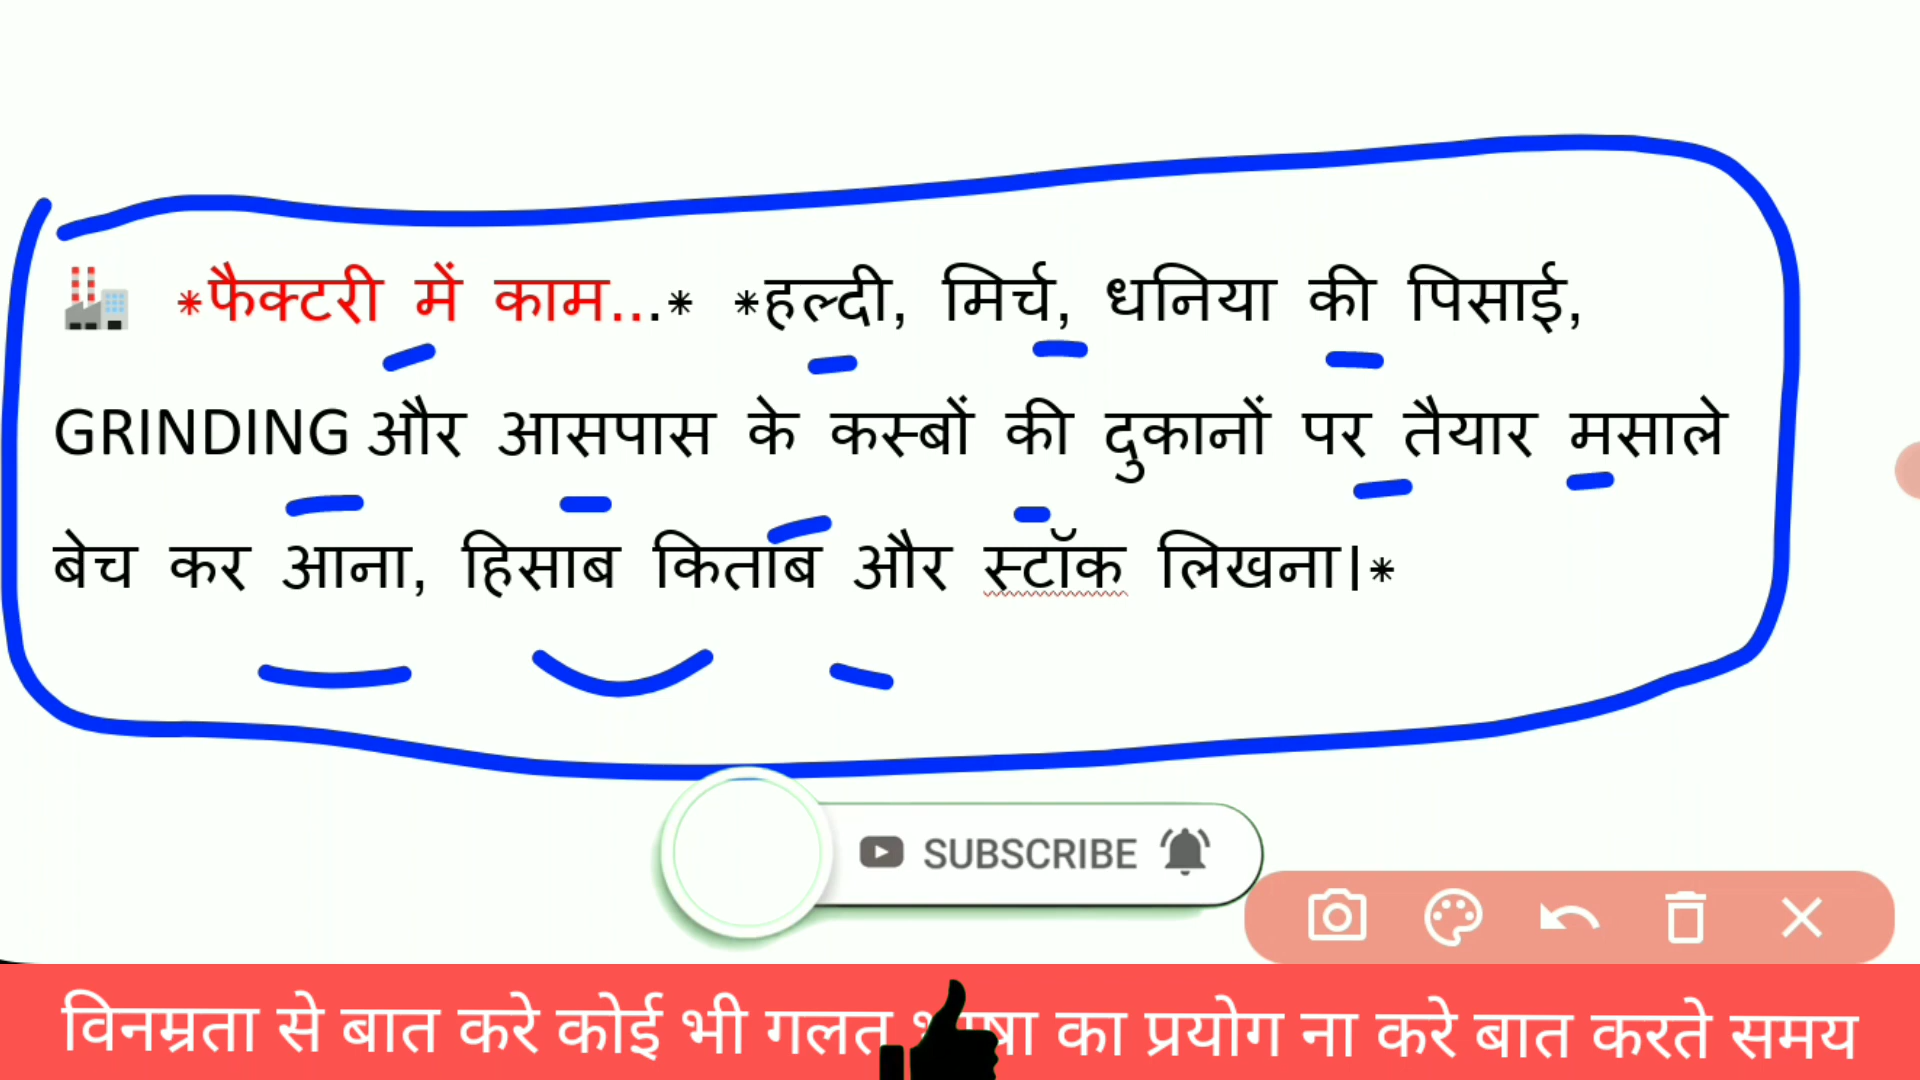 *फैक्टरी में काम...* *हल्दी, मिर्च, धनिया की पिसाई,
GRINDING और आसपास के कस्बों की दुकानों पर तैयार मसाले
बेच कर आना, हिसाब किताब और स्टॉक लिखना।*
SUBSCRIBE
विनम्रता से बात करे कोई भी गलत का प्रयोग ना करे बात करते समय